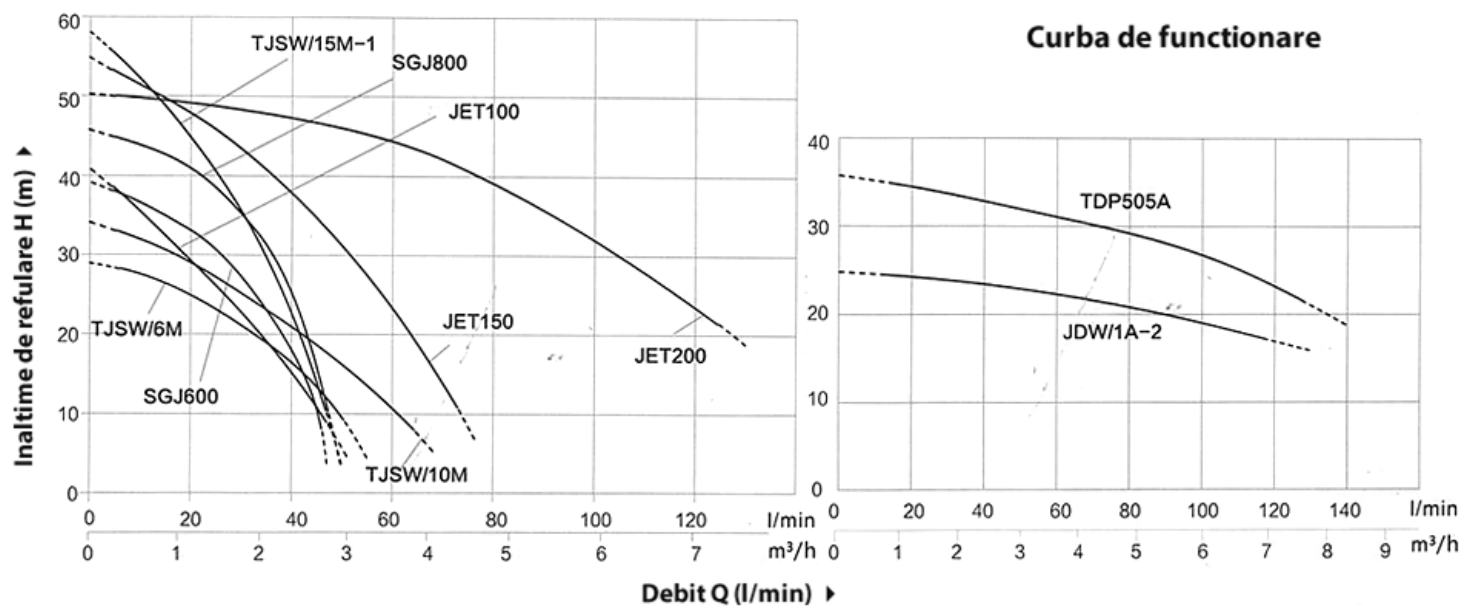 Curba de functionare
Inaltime de refulare H (m)
60
50
40
30
20
10
0
TJSW/15M-1
SGJ800
JET100
JET150
JET200
TJSW/6M
SGJ600
TJSW/10M
0 20 40 60 80 100 120 l/min
0 1 2 3 4 5 6 7 m³/h
40
30
20
10
0
TDP505A
JDW/1A-2
0 20 40 60 80 100 120 140 l/min
0 1 2 3 4 5 6 7 8 9 m³/h
Debit Q (l/min)